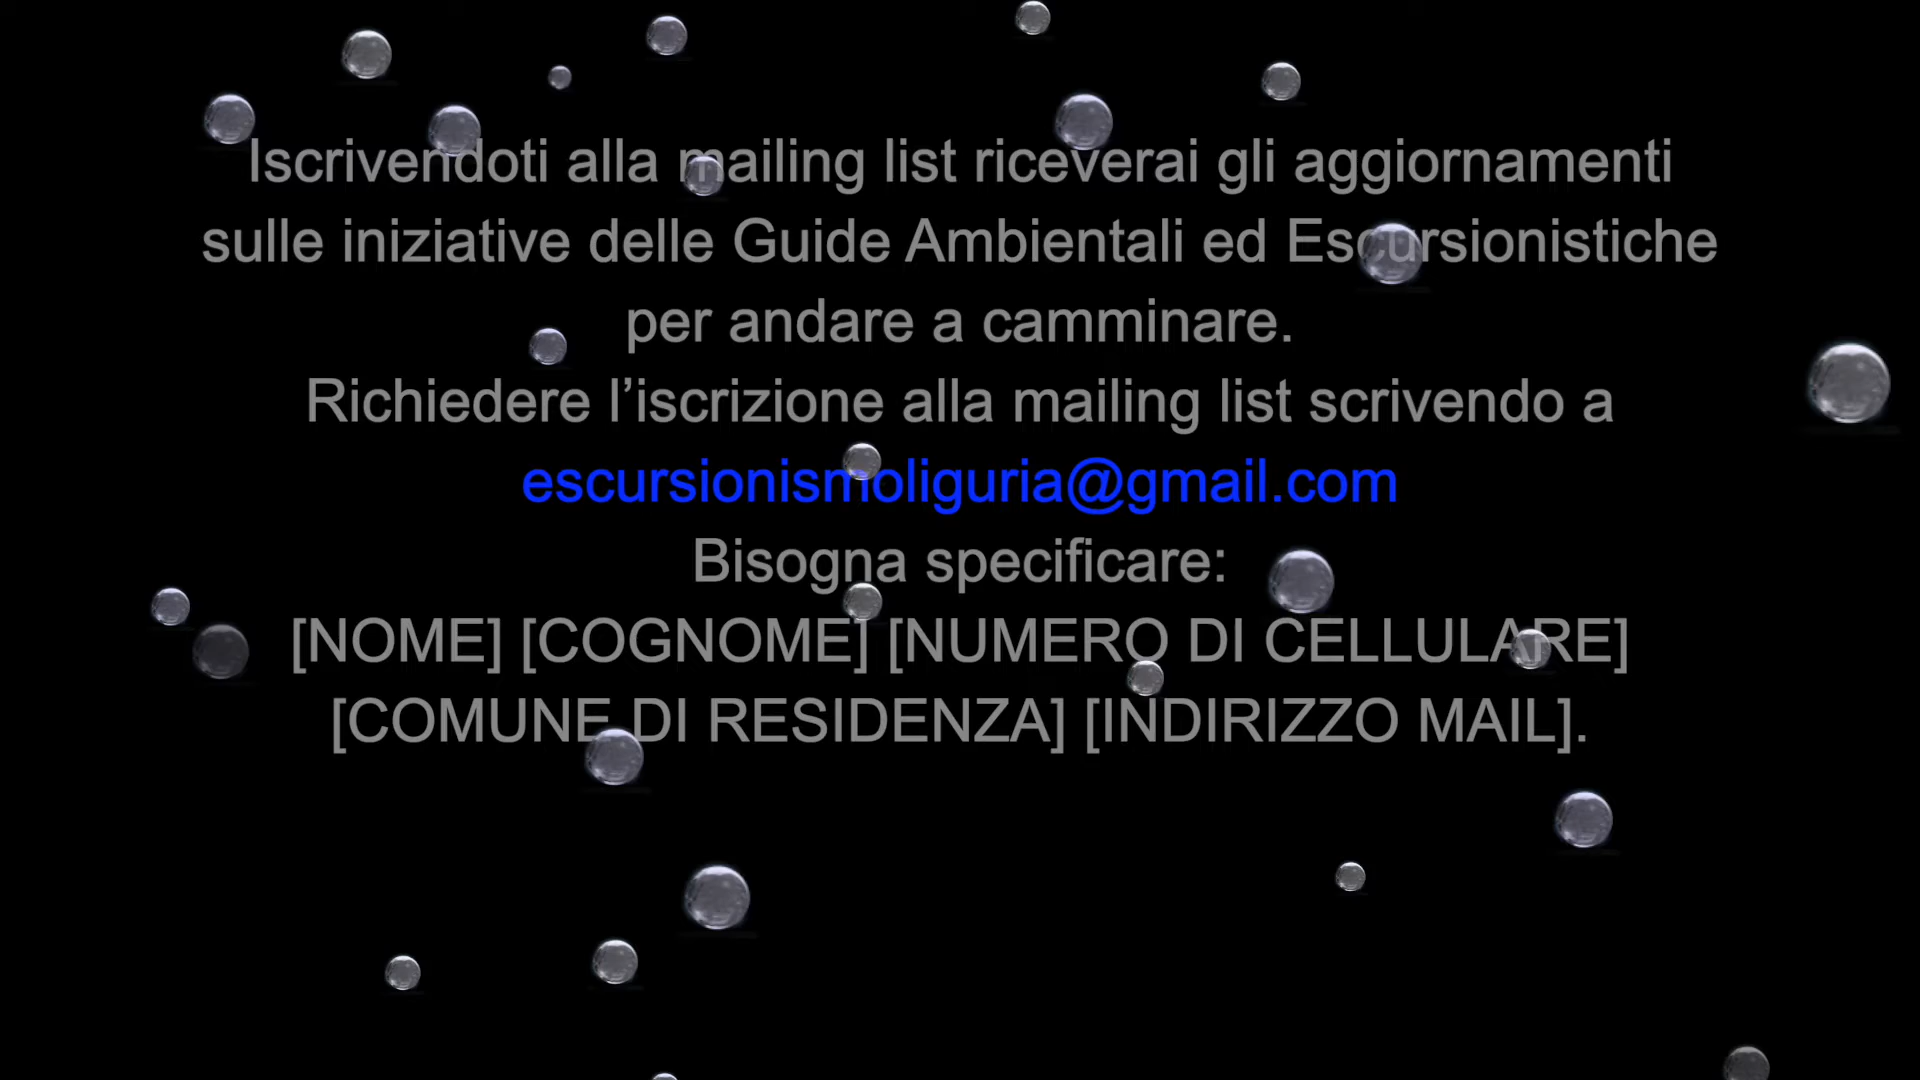 Iscrivendoti alla mailing list riceverai gli aggiornamenti
sulle iniziative delle Guide Ambientali ed Escursionistiche
per andare a camminare.
Richiedere l’iscrizione alla mailing list scrivendo a
escursionismoliguria@gmail.com
Bisogna specificare:
[NOME] [COGNOME] [NUMERO DI CELLULARE]
[COMUNE DI RESIDENZA] [INDIRIZZO MAIL].